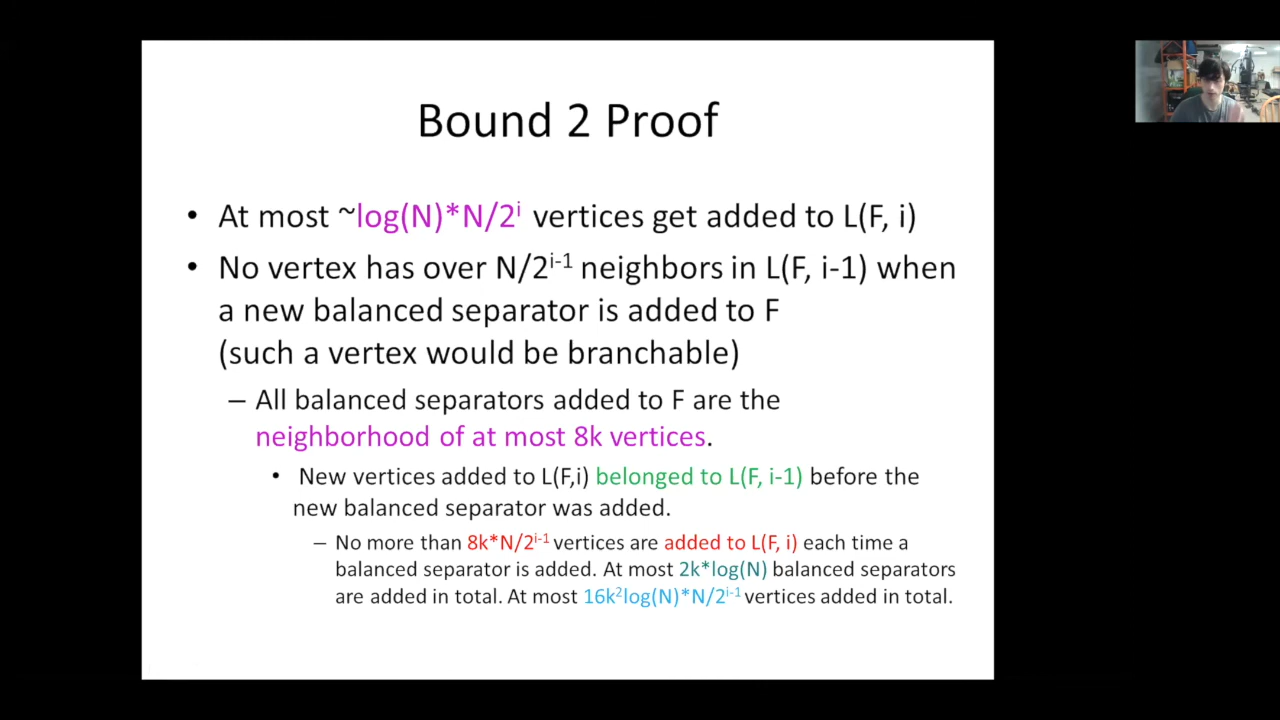 Bound 2 Proof
• At most ~log(N)*N/2ⁱ vertices get added to L(F, i)
• No vertex has over N/2ⁱ⁻¹ neighbors in L(F, i-1) when
a new balanced separator is added to F
(such a vertex would be branchable)
– All balanced separators added to F are the
neighborhood of at most 8k vertices.
• New vertices added to L(F,i) belonged to L(F, i-1) before the
new balanced separator was added.
– No more than 8k*N/2ⁱ⁻¹ vertices are added to L(F, i) each time a
balanced separator is added. At most 2k*log(N) balanced separators
are added in total. At most 16k²log(N)*N/2ⁱ⁻¹ vertices added in total.